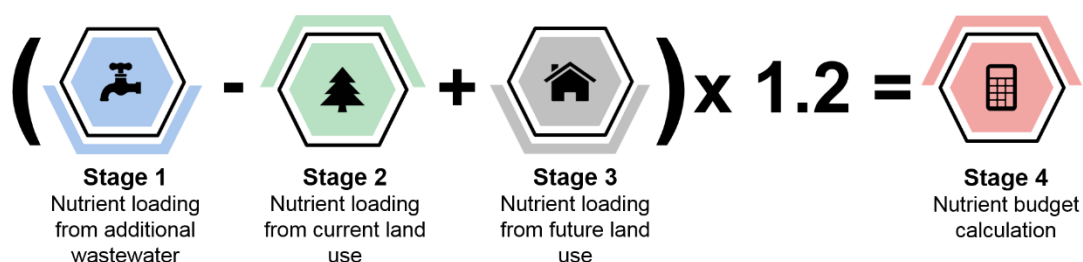 ( - + ) x 1.2 =
Stage 1
Nutrient loading
from additional
wastewater
Stage 2
Nutrient loading
from current land
use
Stage 3
Nutrient loading
from future land
use
Stage 4
Nutrient budget
calculation